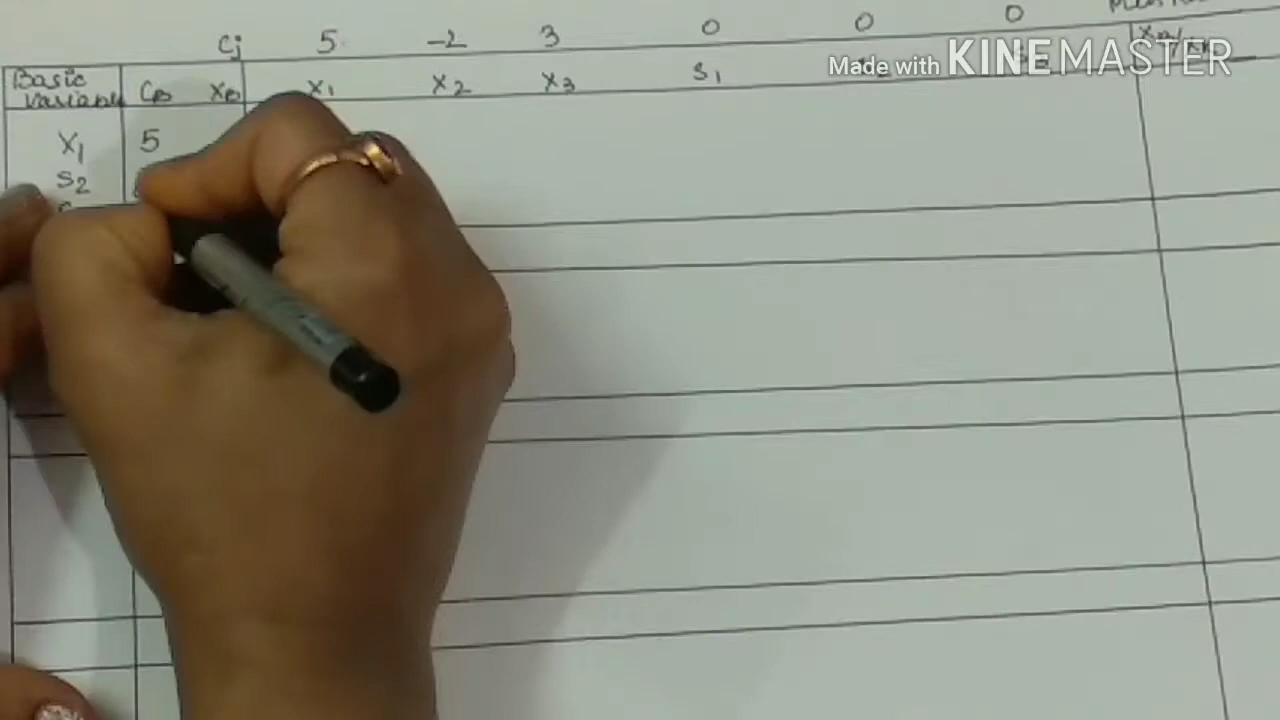 Cj 5 -2 3 0 0 0
Made with KINEMASTER
Basic CB XB X1 X2 X3 S1
variable
X1 5
S2